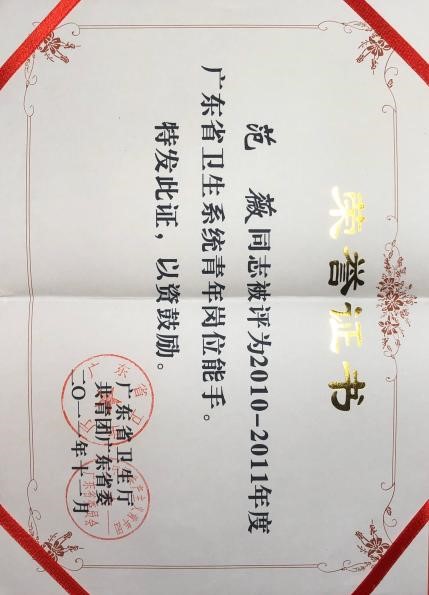 荣誉证书
范薇同志被评为2010-2011年度
广东省卫生系统青年岗位能手。
特发此证，以资鼓励。
广东省卫生厅
共青团广东省委
二〇一一年十二月